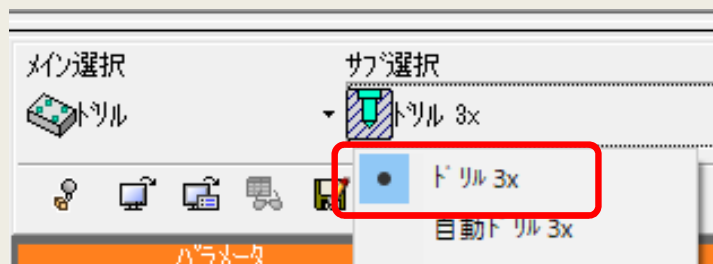 メイン選択
サブ選択
ドリル
ドリル 3x
ドリル 3x
自動ドリル 3x
パラメータ